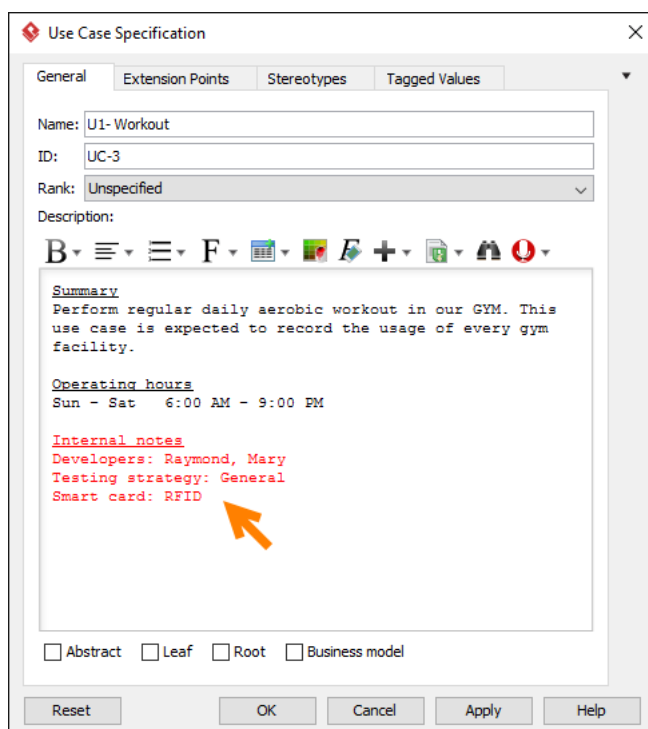 Use Case Specification
General Extension Points Stereotypes Tagged Values
Name: U1- Workout
ID: UC-3
Rank: Unspecified
Description:
B F F
Summary
Perform regular daily aerobic workout in our GYM. This
use case is expected to record the usage of every gym
facility.
Operating hours
Sun - Sat 6:00 AM - 9:00 PM
Internal notes
Developers: Raymond, Mary
Testing strategy: General
Smart card: RFID
Abstract Leaf Root Business model
Reset OK Cancel Apply Help